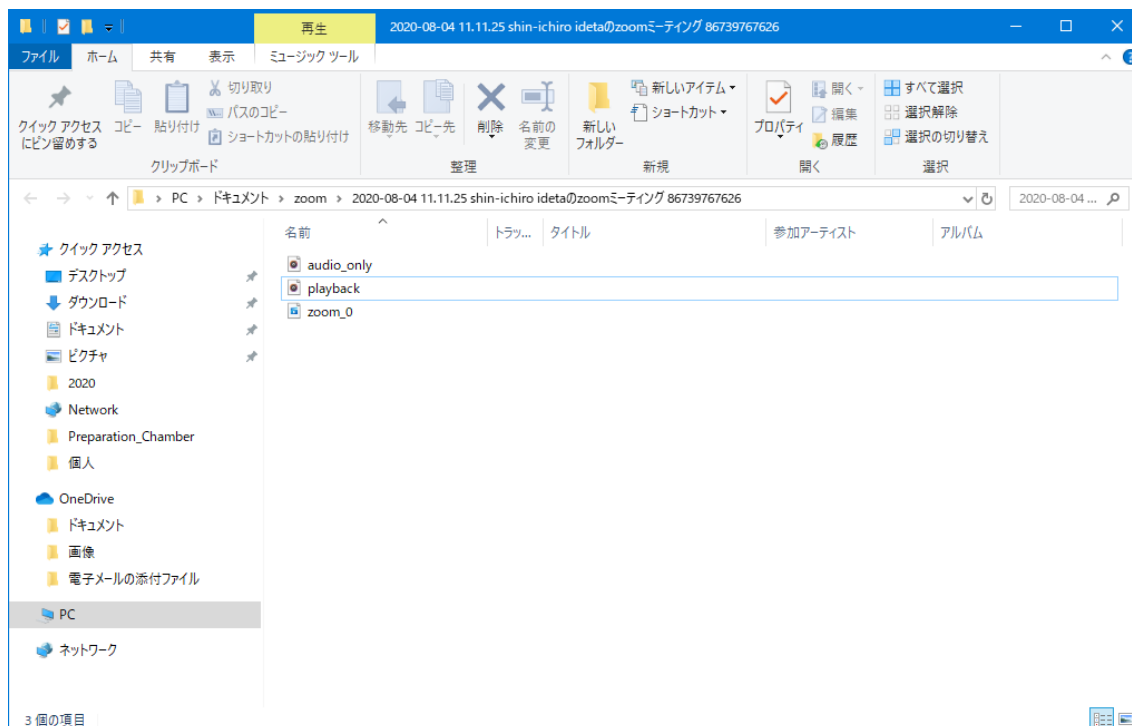 再生
2020-08-04 11.11.25 shin-ichiro idetaのzoomミーティング 86739767626
ファイル ホーム 共有 表示 ミュージック ツール
クイック アクセス
にピン留めする
コピー
貼り付け
切り取り
パスのコピー
ショートカットの貼り付け
クリップボード
移動先
コピー先
削除
名前の
変更
整理
新しい
フォルダー
新しいアイテム
ショートカット
新規
プロパティ
開く
編集
履歴
開く
すべて選択
選択解除
選択の切り替え
選択
PC › ドキュメント › zoom › 2020-08-04 11.11.25 shin-ichiro idetaのzoomミーティング 86739767626
2020-08-04 ...
名前 トラッ... タイトル 参加アーティスト アルバム
audio_only
playback
zoom_0
クイック アクセス
デスクトップ
ダウンロード
ドキュメント
ピクチャ
2020
Network
Preparation_Chamber
個人
OneDrive
ドキュメント
画像
電子メールの添付ファイル
PC
ネットワーク
3 個の項目